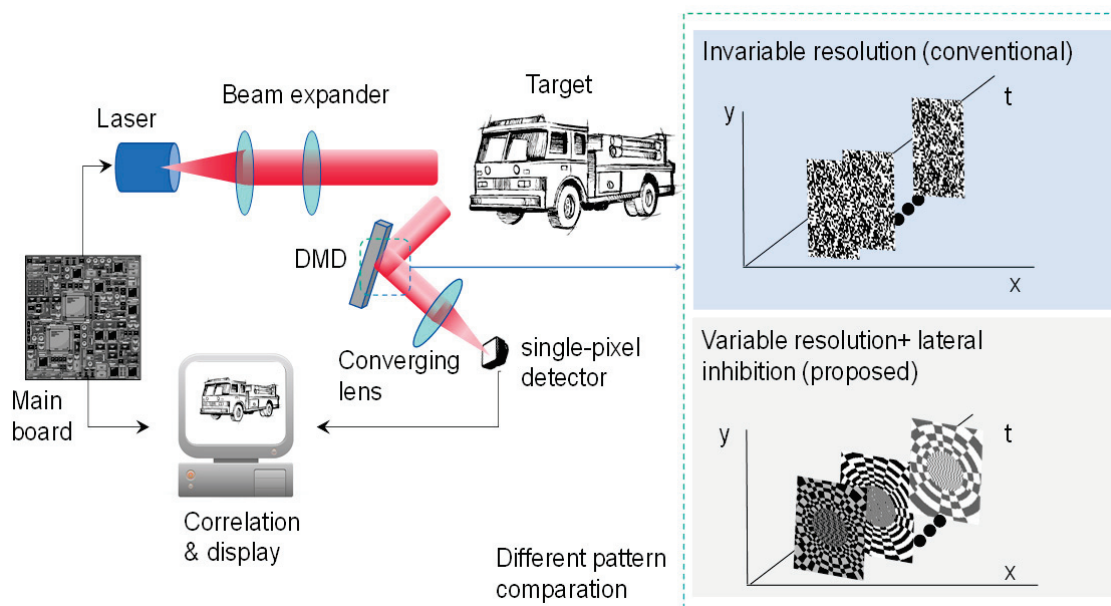 Laser
Beam expander
Target
DMD
Converging
lens
single-pixel
detector
Main
board
Correlation
& display
Different pattern
comparation
Invariable resolution (conventional)
y
t
x
Variable resolution+ lateral
inhibition (proposed)
y
t
x